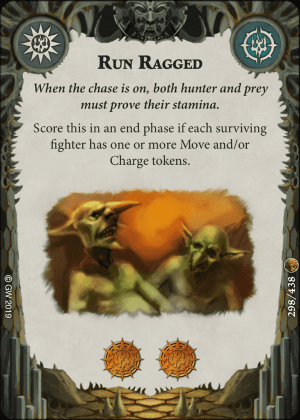 Run Ragged
When the chase is on, both hunter and prey
must prove their stamina.
Score this in an end phase if each surviving
fighter has one or more Move and/or
Charge tokens.
© GW 2019
298/438